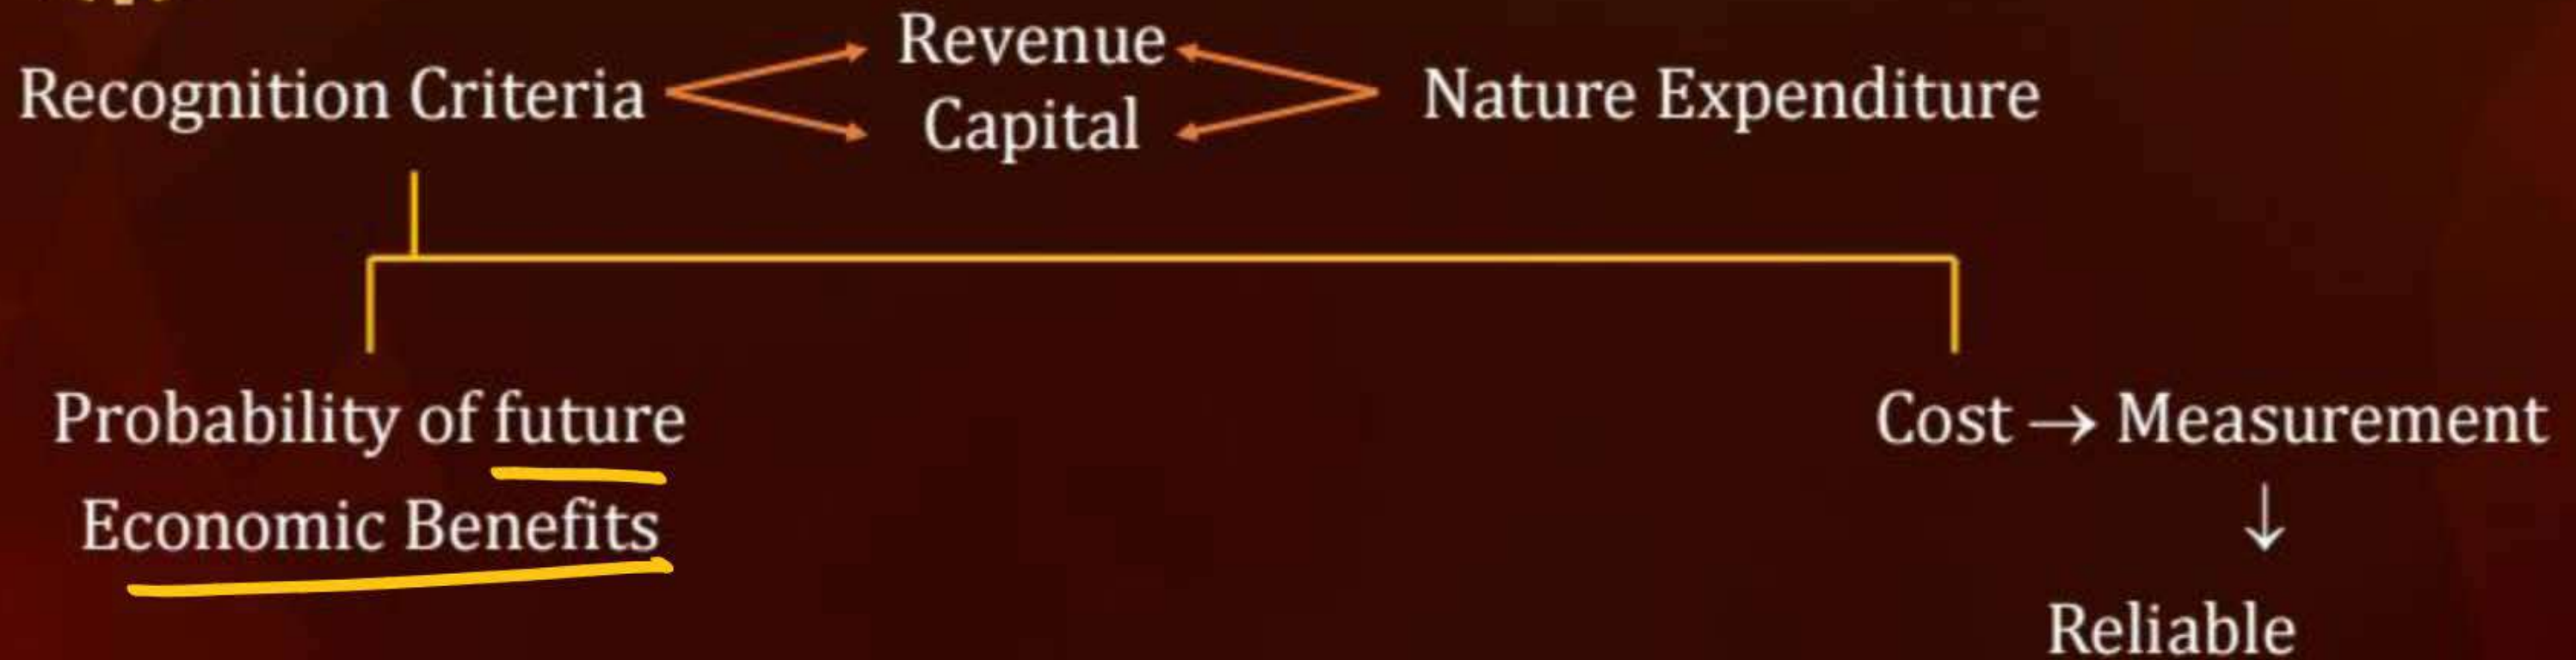 Revenue
Recognition Criteria
Nature Expenditure
Capital
Probability of future
Economic Benefits
Cost → Measurement
↓
Reliable